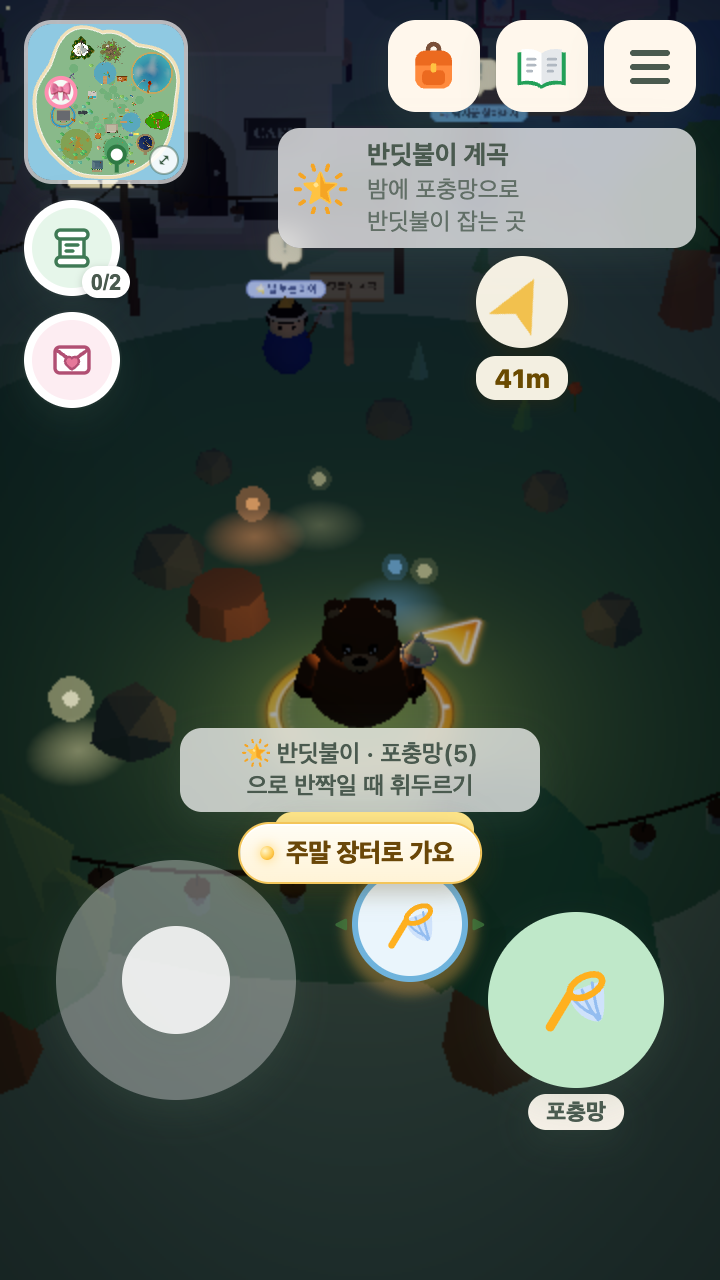 반딧불이 계곡
밤에 포충망으로
반딧불이 잡는 곳
0/2
41m
반딧불이 · 포충망(5)
으로 반짝일 때 휘두르기
주말 장터로 가요
포충망